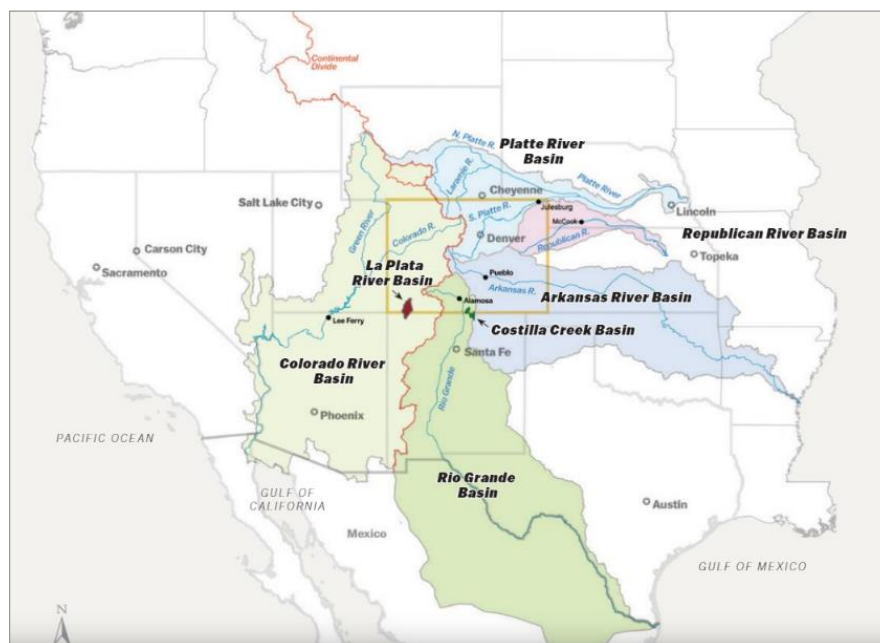 Continental
Divide
N. Platte R.
Platte River
Basin
Laramie R.
Cheyenne
Platte River
Salt Lake City
Green River
Julesburg
Lincoln
S. Platte R.
McCook
Colorado R.
Denver
Republican R.
Republican River Basin
Carson City
Topeka
Sacramento
La Plata
River Basin
Pueblo
Arkansas R.
Arkansas River Basin
Alamosa
Lee Ferry
Costilla Creek Basin
Santa Fe
Colorado River
Basin
Rio Grande
Phoenix
PACIFIC OCEAN
Rio Grande
Basin
GULF OF
CALIFORNIA
Austin
Mexico
GULF OF MEXICO
N